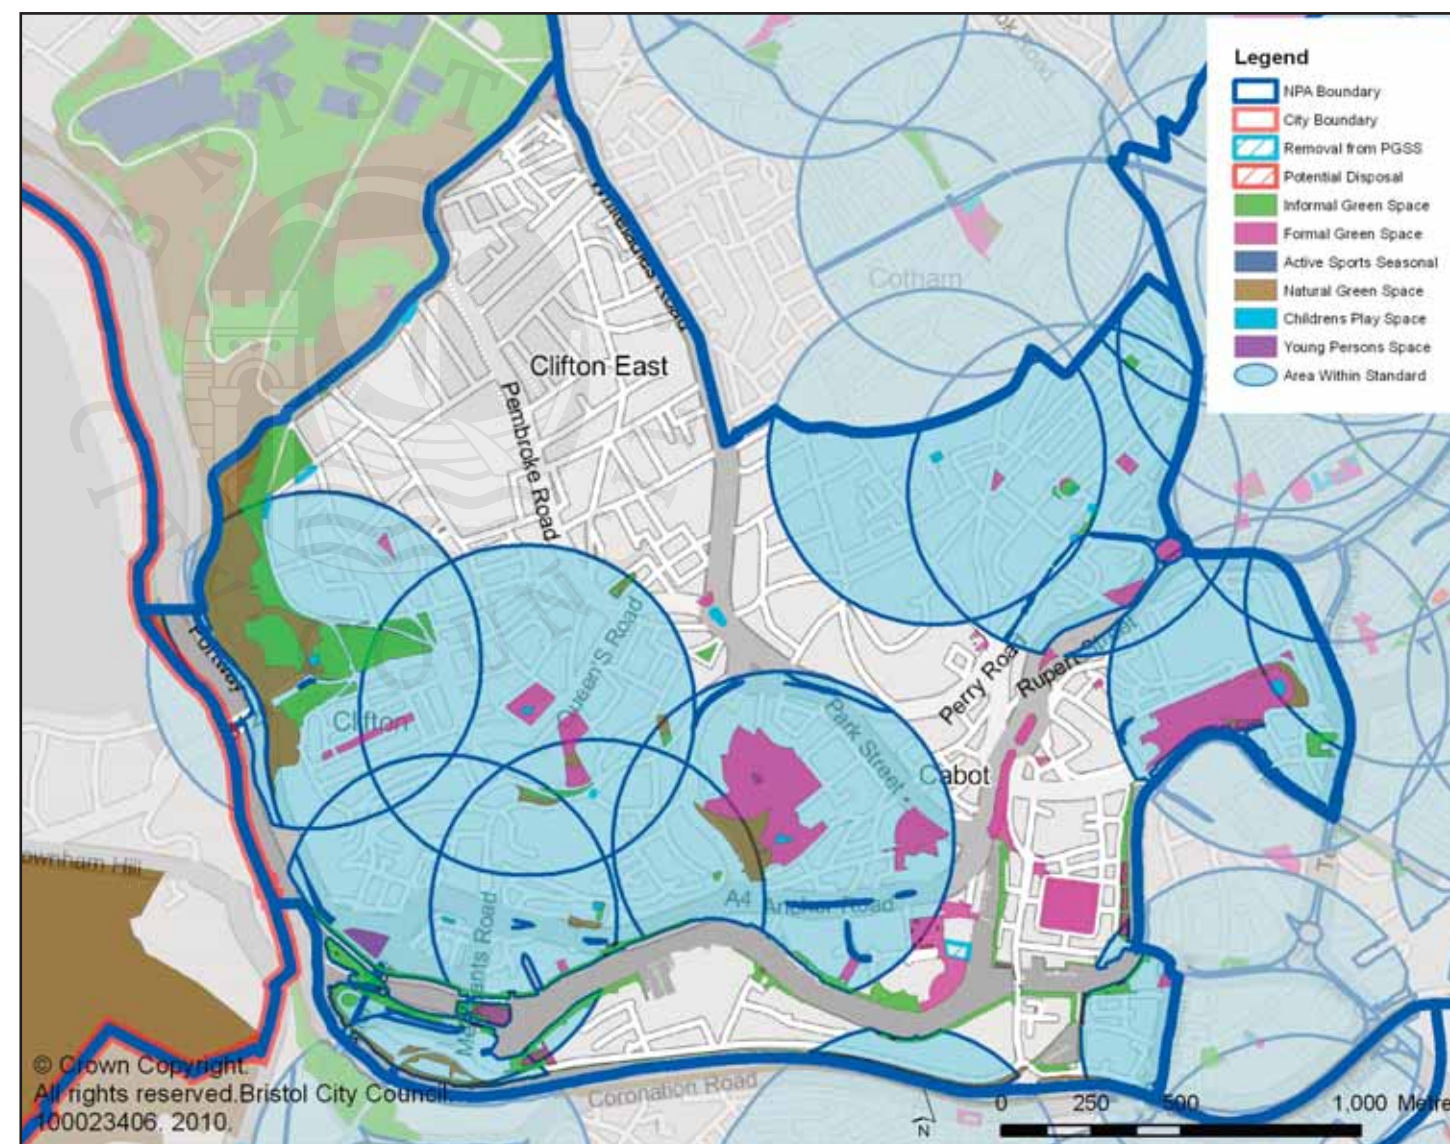 Legend
NPA Boundary
City Boundary
Removal from PGSS
Potential Disposal
Informal Green Space
Formal Green Space
Active Sports Seasonal
Natural Green Space
Childrens Play Space
Young Persons Space
Area Within Standard
Whiteladies Road
Cotham
Clifton East
Pembroke Road
Queen'S Road
Portway
Clifton
Perry Road
Rupert Street
Park Street
Cabot
A4 Anchor Road
Coronation Road
© Crown Copyright.
All rights reserved.Bristol City Council.
100023406. 2010.
N
0 250 500 1,000 Metre